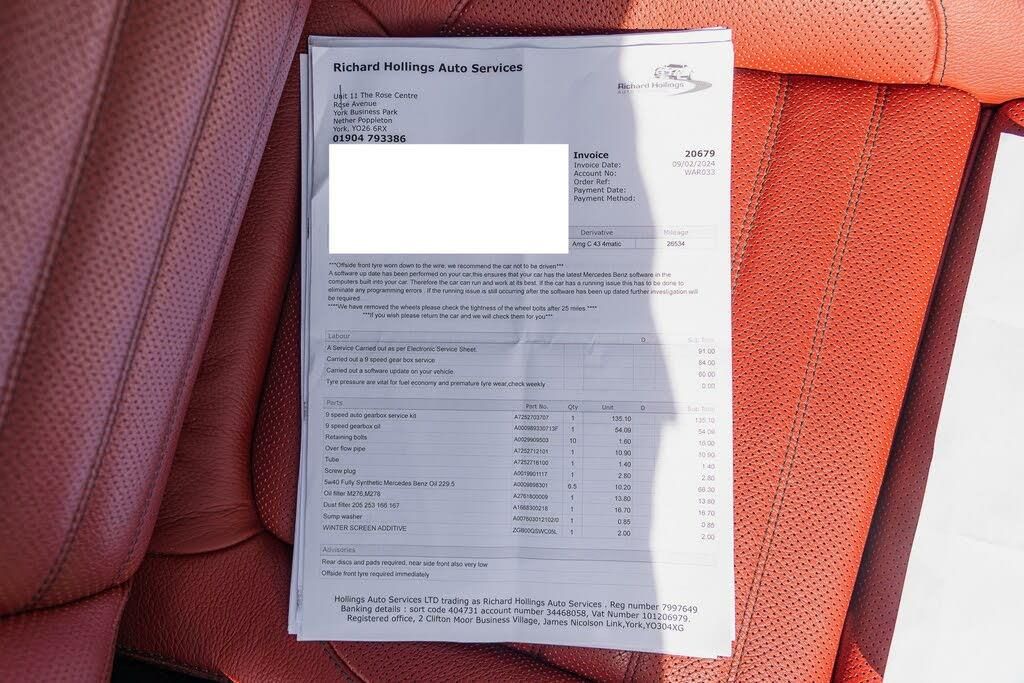 Richard Hollings Auto Services
Richard Hollings
Unit 11 The Rose Centre
Rose Avenue
York Business Park
Nether Poppleton
York, YO26 6RX
01904 793386
Invoice 20679
Invoice Date: 09/02/2024
Account No: WAR033
Order Ref:
Payment Date:
Payment Method:
Derivative Mileage
Amg C 43 4matic 26534
***Offside front tyre worn down to the wire, we recommend the car not to be driven***
A software up date has been performed on your car,this ensures that your car has the latest Mercedes Benz software in the
computers built into your car. Therefore the car can run and work at its best. If the car has a running issue this has to be done to
eliminate any programming errors . If the running issue is still occurring after the software has been up dated further investigation will
be required.
****We have removed the wheels please check the tightness of the wheel bolts after 25 miles.****
***If you wish please return the car and we will check them for you***
Labour D Sub Total
A Service Carried out as per Electronic Service Sheet. 91.00
Carried out a 9 speed gear box service 84.00
Carried out a software update on your vehicle. 60.00
Tyre pressure are vital for fuel economy and premature tyre wear,check weekly 0.00
Parts Part No. Qty Unit D Sub Total
9 speed auto gearbox service kit A7252703707 1 135.10 135.10
9 speed gearbox oil A000989330713F 1 54.09 54.09
Retaining bolts A0029909503 10 1.60 16.00
Over flow pipe A7252712101 1 10.90 10.90
Tube A7252716100 1 1.40 1.40
Screw plug A0019901117 1 2.80 2.80
5w40 Fully Synthetic Mercedes Benz Oil 229.5 A0009898301 6.5 10.20 66.30
Oil filter M276,M278 A2761800009 1 13.80 13.80
Dust filter 205 253 166 167 A1668300218 1 16.70 16.70
Sump washer A007603012102/0 1 0.85 0.85
WINTER SCREEN ADDITIVE ZGB00QSWC05L 1 2.00 2.00
Advisories
Rear discs and pads required, near side front also very low
Offside front tyre required immediately
Hollings Auto Services LTD trading as Richard Hollings Auto Services . Reg number 7997649
Banking details : sort code 404731 account number 34468058, Vat Number 101206979.
Registered office, 2 Clifton Moor Business Village, James Nicolson Link,York,YO304XG